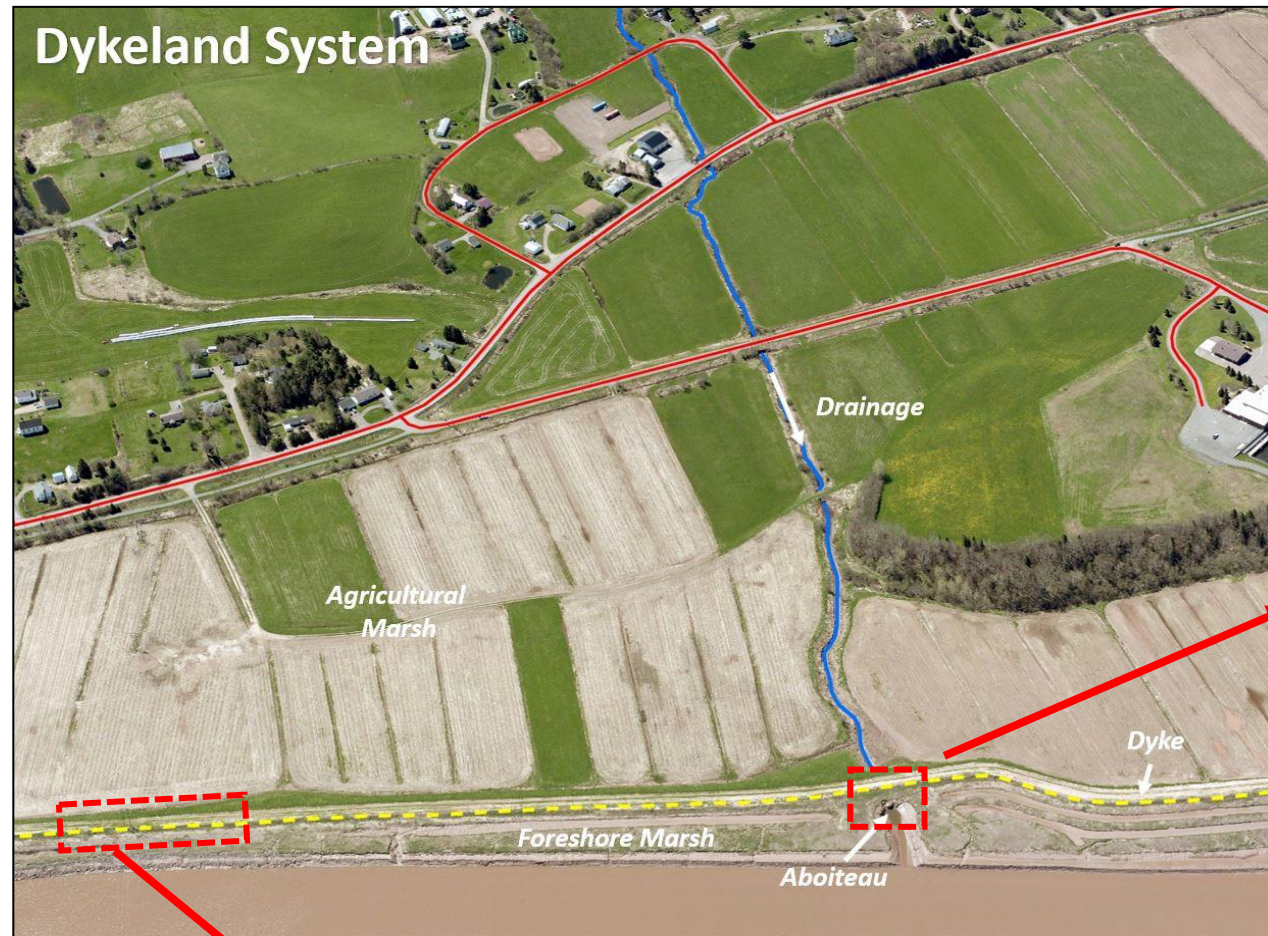 Dykeland System
Drainage
Agricultural
Marsh
Dyke
Foreshore Marsh
Aboiteau